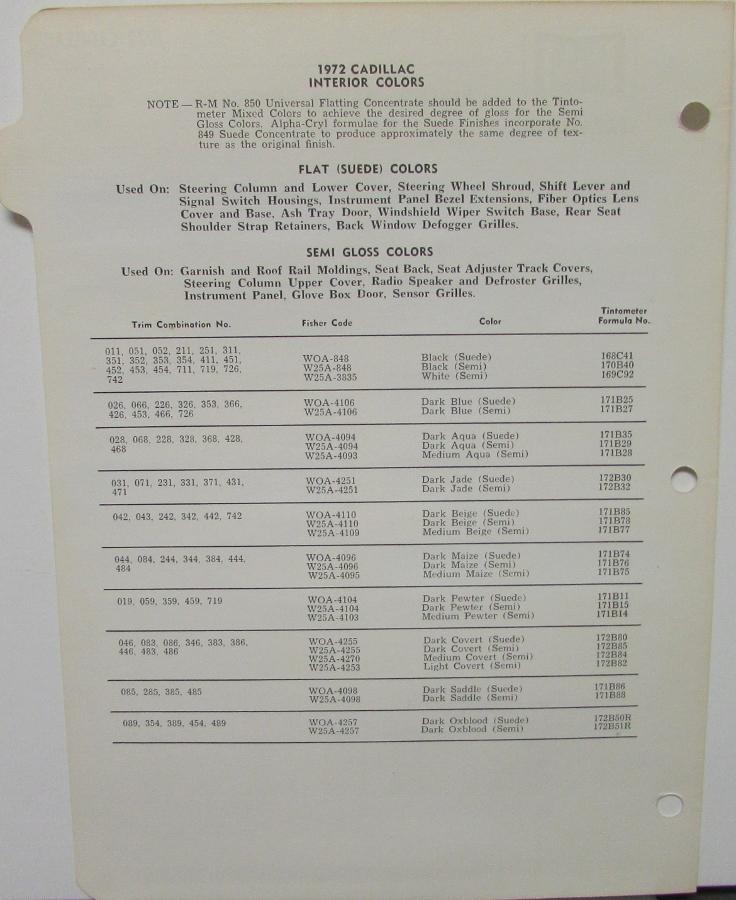 1972 CADILLAC
INTERIOR COLORS
NOTE — R-M No. 850 Universal Flatting Concentrate should be added to the Tinto-
meter Mixed Colors to achieve the desired degree of gloss for the Semi
Gloss Colors. Alpha-Cryl formulae for the Suede Finishes incorporate No.
849 Suede Concentrate to produce approximately the same degree of tex-
ture as the original finish.
FLAT (SUEDE) COLORS
Used On: Steering Column and Lower Cover, Steering Wheel Shroud, Shift Lever and
Signal Switch Housings, Instrument Panel Bezel Extensions, Fiber Optics Lens
Cover and Base, Ash Tray Door, Windshield Wiper Switch Base, Rear Seat
Shoulder Strap Retainers, Back Window Defogger Grilles.
SEMI GLOSS COLORS
Used On: Garnish and Roof Rail Moldings, Seat Back, Seat Adjuster Track Covers,
Steering Column Upper Cover, Radio Speaker and Defroster Grilles,
Instrument Panel, Glove Box Door, Sensor Grilles.
Trim Combination No. Fisher Code Color Tintometer
Formula No.
011, 051, 052, 211, 251, 311,
351, 352, 353, 354, 411, 451, WOA-848 Black (Suede) 168C41
452, 453, 454, 711, 719, 726, W25A-848 Black (Semi) 170B40
742 W25A-3835 White (Semi) 169C92
026, 066, 226, 326, 353, 366, WOA-4106 Dark Blue (Suede) 171B25
426, 453, 466, 726 W25A-4106 Dark Blue (Semi) 171B27
028, 068, 228, 328, 368, 428, WOA-4094 Dark Aqua (Suede) 171B35
468 W25A-4094 Dark Aqua (Semi) 171B29
W25A-4093 Medium Aqua (Semi) 171B28
031, 071, 231, 331, 371, 431, WOA-4251 Dark Jade (Suede) 172B30
471 W25A-4251 Dark Jade (Semi) 172B32
042, 043, 242, 342, 442, 742 WOA-4110 Dark Beige (Suede) 171B85
W25A-4110 Dark Beige (Semi) 171B78
W25A-4109 Medium Beige (Semi) 171B77
044, 084, 244, 344, 384, 444, WOA-4096 Dark Maize (Suede) 171B74
484 W25A-4096 Dark Maize (Semi) 171B76
W25A-4095 Medium Maize (Semi) 171B75
019, 059, 359, 459, 719 WOA-4104 Dark Pewter (Suede) 171B11
W25A-4104 Dark Pewter (Semi) 171B15
W25A-4103 Medium Pewter (Semi) 171B14
046, 083, 086, 346, 383, 386, WOA-4255 Dark Covert (Suede) 172B80
446, 483, 486 W25A-4255 Dark Covert (Semi) 172B85
W25A-4270 Medium Covert (Semi) 172B84
W25A-4253 Light Covert (Semi) 172B82
085, 285, 385, 485 WOA-4098 Dark Saddle (Suede) 171B86
W25A-4098 Dark Saddle (Semi) 171B88
089, 354, 389, 454, 489 WOA-4257 Dark Oxblood (Suede) 172B50R
W25A-4257 Dark Oxblood (Semi) 172B51R